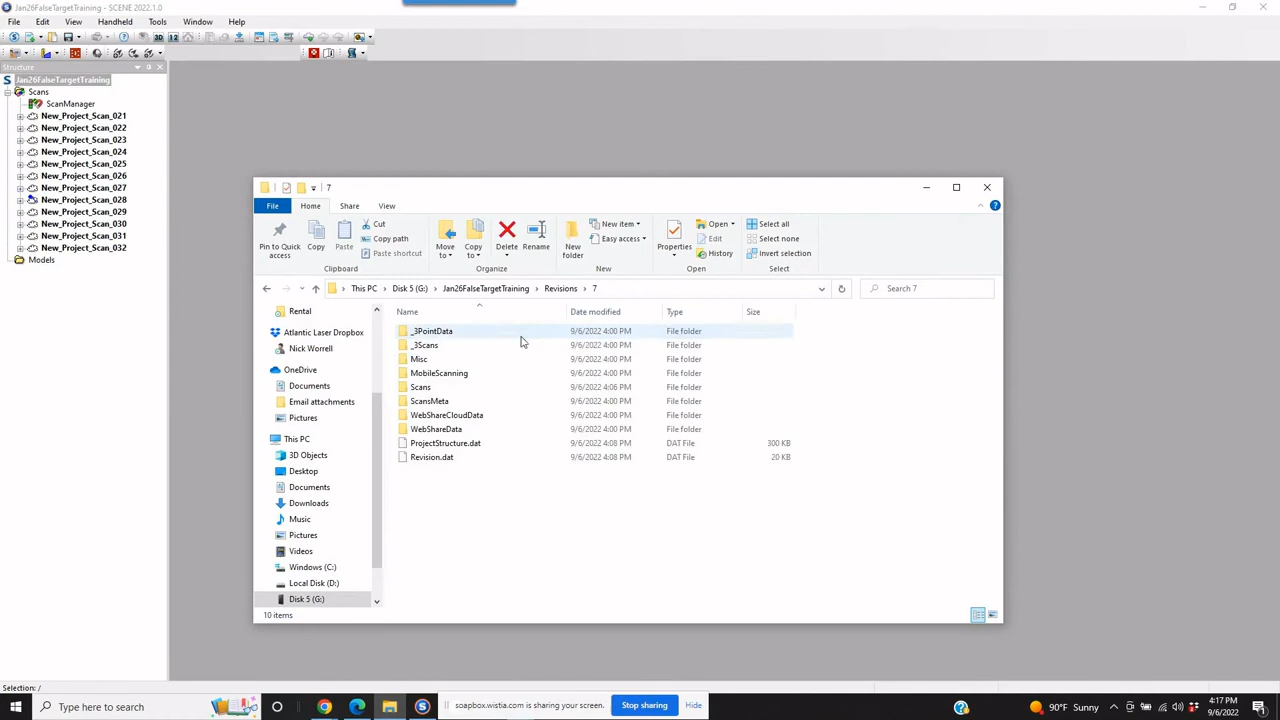 Jan26FalseTargetTraining - SCENE 2022.1.0
File Edit View Handheld Tools Window Help
Structure
Jan26FalseTargetTraining
Scans
ScanManager
New_Project_Scan_021
New_Project_Scan_022
New_Project_Scan_023
New_Project_Scan_024
New_Project_Scan_025
New_Project_Scan_026
New_Project_Scan_027
New_Project_Scan_028
New_Project_Scan_029
New_Project_Scan_030
New_Project_Scan_031
New_Project_Scan_032
Models
7
File Home Share View
Pin to Quick access
Copy
Paste
Cut
Copy path
Paste shortcut
Clipboard
Move to
Copy to
Delete
Rename
Organize
New folder
New item
Easy access
New
Properties
Open
Edit
History
Open
Select all
Select none
Invert selection
Select
This PC > Disk 5 (G:) > Jan26FalseTargetTraining > Revisions > 7
Search 7
Rental
Atlantic Laser Dropbox
Nick Worrell
OneDrive
Documents
Email attachments
Pictures
This PC
3D Objects
Desktop
Documents
Downloads
Music
Pictures
Videos
Windows (C:)
Local Disk (D:)
Disk 5 (G:)
Name Date modified Type Size
_3PointData 9/6/2022 4:00 PM File folder
_3Scans 9/6/2022 4:00 PM File folder
Misc 9/6/2022 4:00 PM File folder
MobileScanning 9/6/2022 4:00 PM File folder
Scans 9/6/2022 4:06 PM File folder
ScansMeta 9/6/2022 4:00 PM File folder
WebShareCloudData 9/6/2022 4:00 PM File folder
WebShareData 9/6/2022 4:00 PM File folder
ProjectStructure.dat 9/6/2022 4:08 PM DAT File 300 KB
Revision.dat 9/6/2022 4:08 PM DAT File 20 KB
10 items
Selection: /
Type here to search
soapbox.wistia.com is sharing your screen.
Stop sharing
Hide
90°F Sunny
4:17 PM
9/6/2022